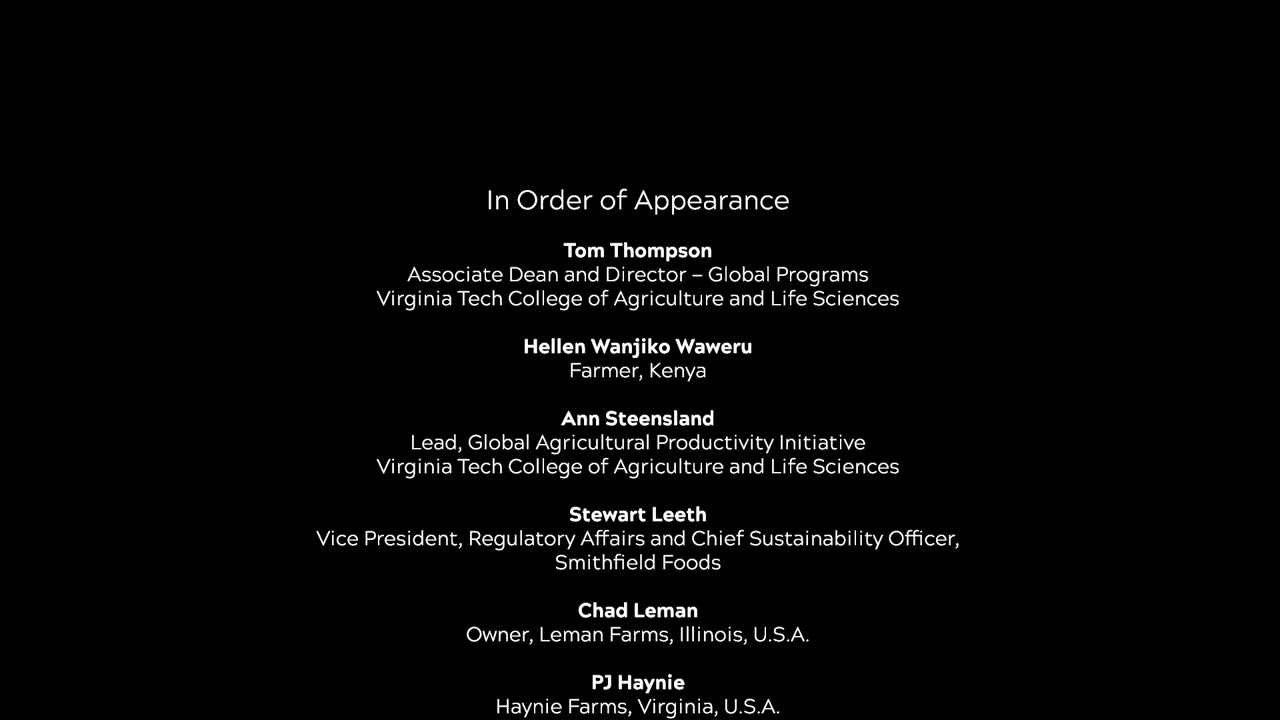 In Order of Appearance
Tom Thompson
Associate Dean and Director – Global Programs
Virginia Tech College of Agriculture and Life Sciences
Hellen Wanjiko Waweru
Farmer, Kenya
Ann Steensland
Lead, Global Agricultural Productivity Initiative
Virginia Tech College of Agriculture and Life Sciences
Stewart Leeth
Vice President, Regulatory Affairs and Chief Sustainability Officer,
Smithfield Foods
Chad Leman
Owner, Leman Farms, Illinois, U.S.A.
PJ Haynie
Haynie Farms, Virginia, U.S.A.